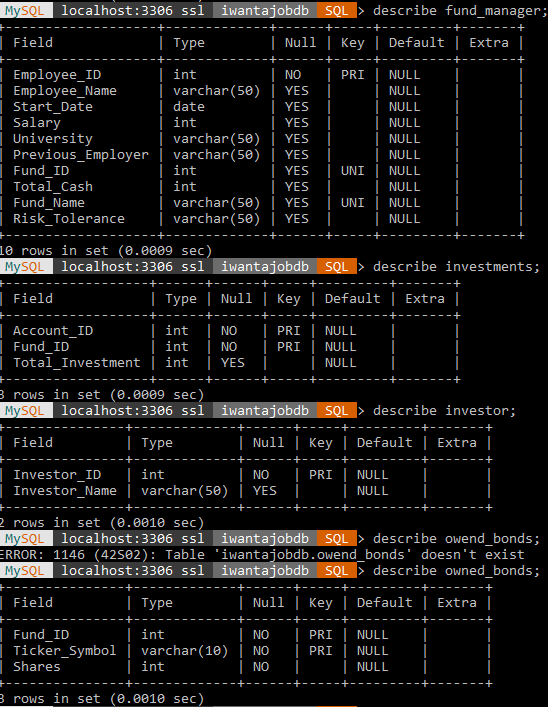 MySQL localhost:3306 ssl iwantajobdb SQL > describe fund_manager;
+-------------------+-------------+------+-----+---------+-------+
| Field             | Type        | Null | Key | Default | Extra |
+-------------------+-------------+------+-----+---------+-------+
| Employee_ID       | int         | NO   | PRI | NULL    |       |
| Employee_Name     | varchar(50) | YES  |     | NULL    |       |
| Start_Date        | date        | YES  |     | NULL    |       |
| Salary            | int         | YES  |     | NULL    |       |
| University        | varchar(50) | YES  |     | NULL    |       |
| Previous_Employer | varchar(50) | YES  |     | NULL    |       |
| Fund_ID           | int         | YES  | UNI | NULL    |       |
| Total_Cash        | int         | YES  |     | NULL    |       |
| Fund_Name         | varchar(50) | YES  | UNI | NULL    |       |
| Risk_Tolerance    | varchar(50) | YES  |     | NULL    |       |
+-------------------+-------------+------+-----+---------+-------+
10 rows in set (0.0009 sec)
MySQL localhost:3306 ssl iwantajobdb SQL > describe investments;
+------------------+------+------+-----+---------+-------+
| Field            | Type | Null | Key | Default | Extra |
+------------------+------+------+-----+---------+-------+
| Account_ID       | int  | NO   | PRI | NULL    |       |
| Fund_ID          | int  | NO   | PRI | NULL    |       |
| Total_Investment | int  | YES  |     | NULL    |       |
+------------------+------+------+-----+---------+-------+
3 rows in set (0.0009 sec)
MySQL localhost:3306 ssl iwantajobdb SQL > describe investor;
+---------------+-------------+------+-----+---------+-------+
| Field         | Type        | Null | Key | Default | Extra |
+---------------+-------------+------+-----+---------+-------+
| Investor_ID   | int         | NO   | PRI | NULL    |       |
| Investor_Name | varchar(50) | YES  |     | NULL    |       |
+---------------+-------------+------+-----+---------+-------+
2 rows in set (0.0010 sec)
MySQL localhost:3306 ssl iwantajobdb SQL > describe owend_bonds;
ERROR: 1146 (42S02): Table 'iwantajobdb.owend_bonds' doesn't exist
MySQL localhost:3306 ssl iwantajobdb SQL > describe owned_bonds;
+---------------+-------------+------+-----+---------+-------+
| Field         | Type        | Null | Key | Default | Extra |
+---------------+-------------+------+-----+---------+-------+
| Fund_ID       | int         | NO   | PRI | NULL    |       |
| Ticker_Symbol | varchar(10) | NO   | PRI | NULL    |       |
| Shares        | int         | NO   |     | NULL    |       |
+---------------+-------------+------+-----+---------+-------+
3 rows in set (0.0010 sec)